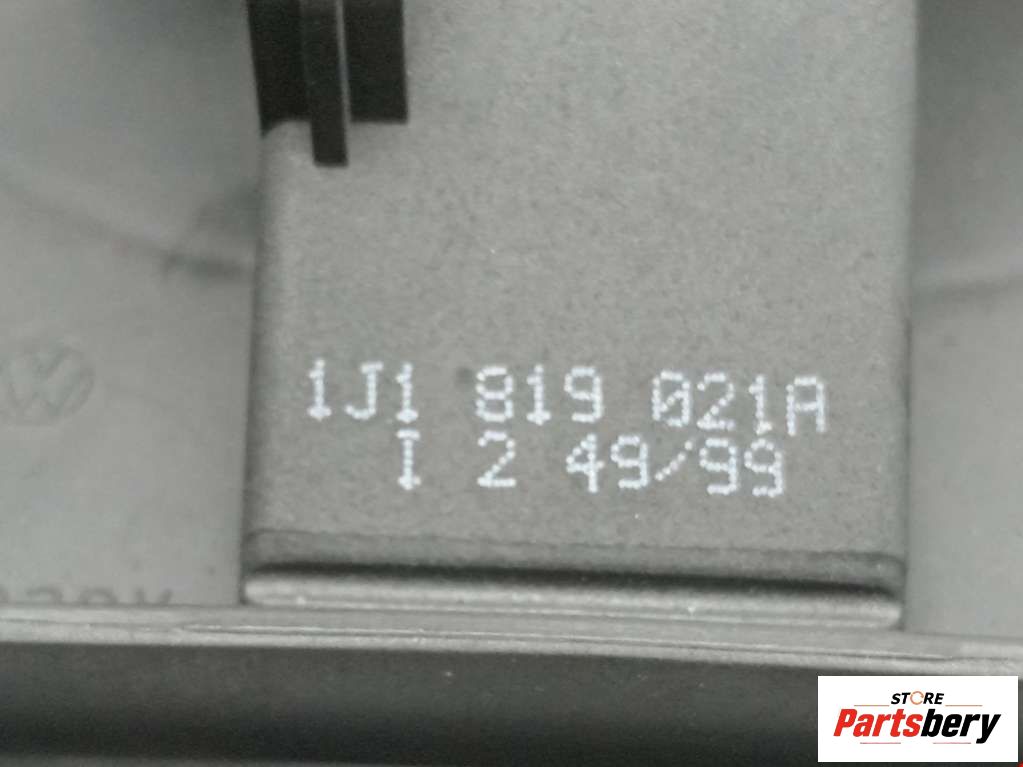 1J1 819 021A
I 2 49/99
STORE
Partsbery